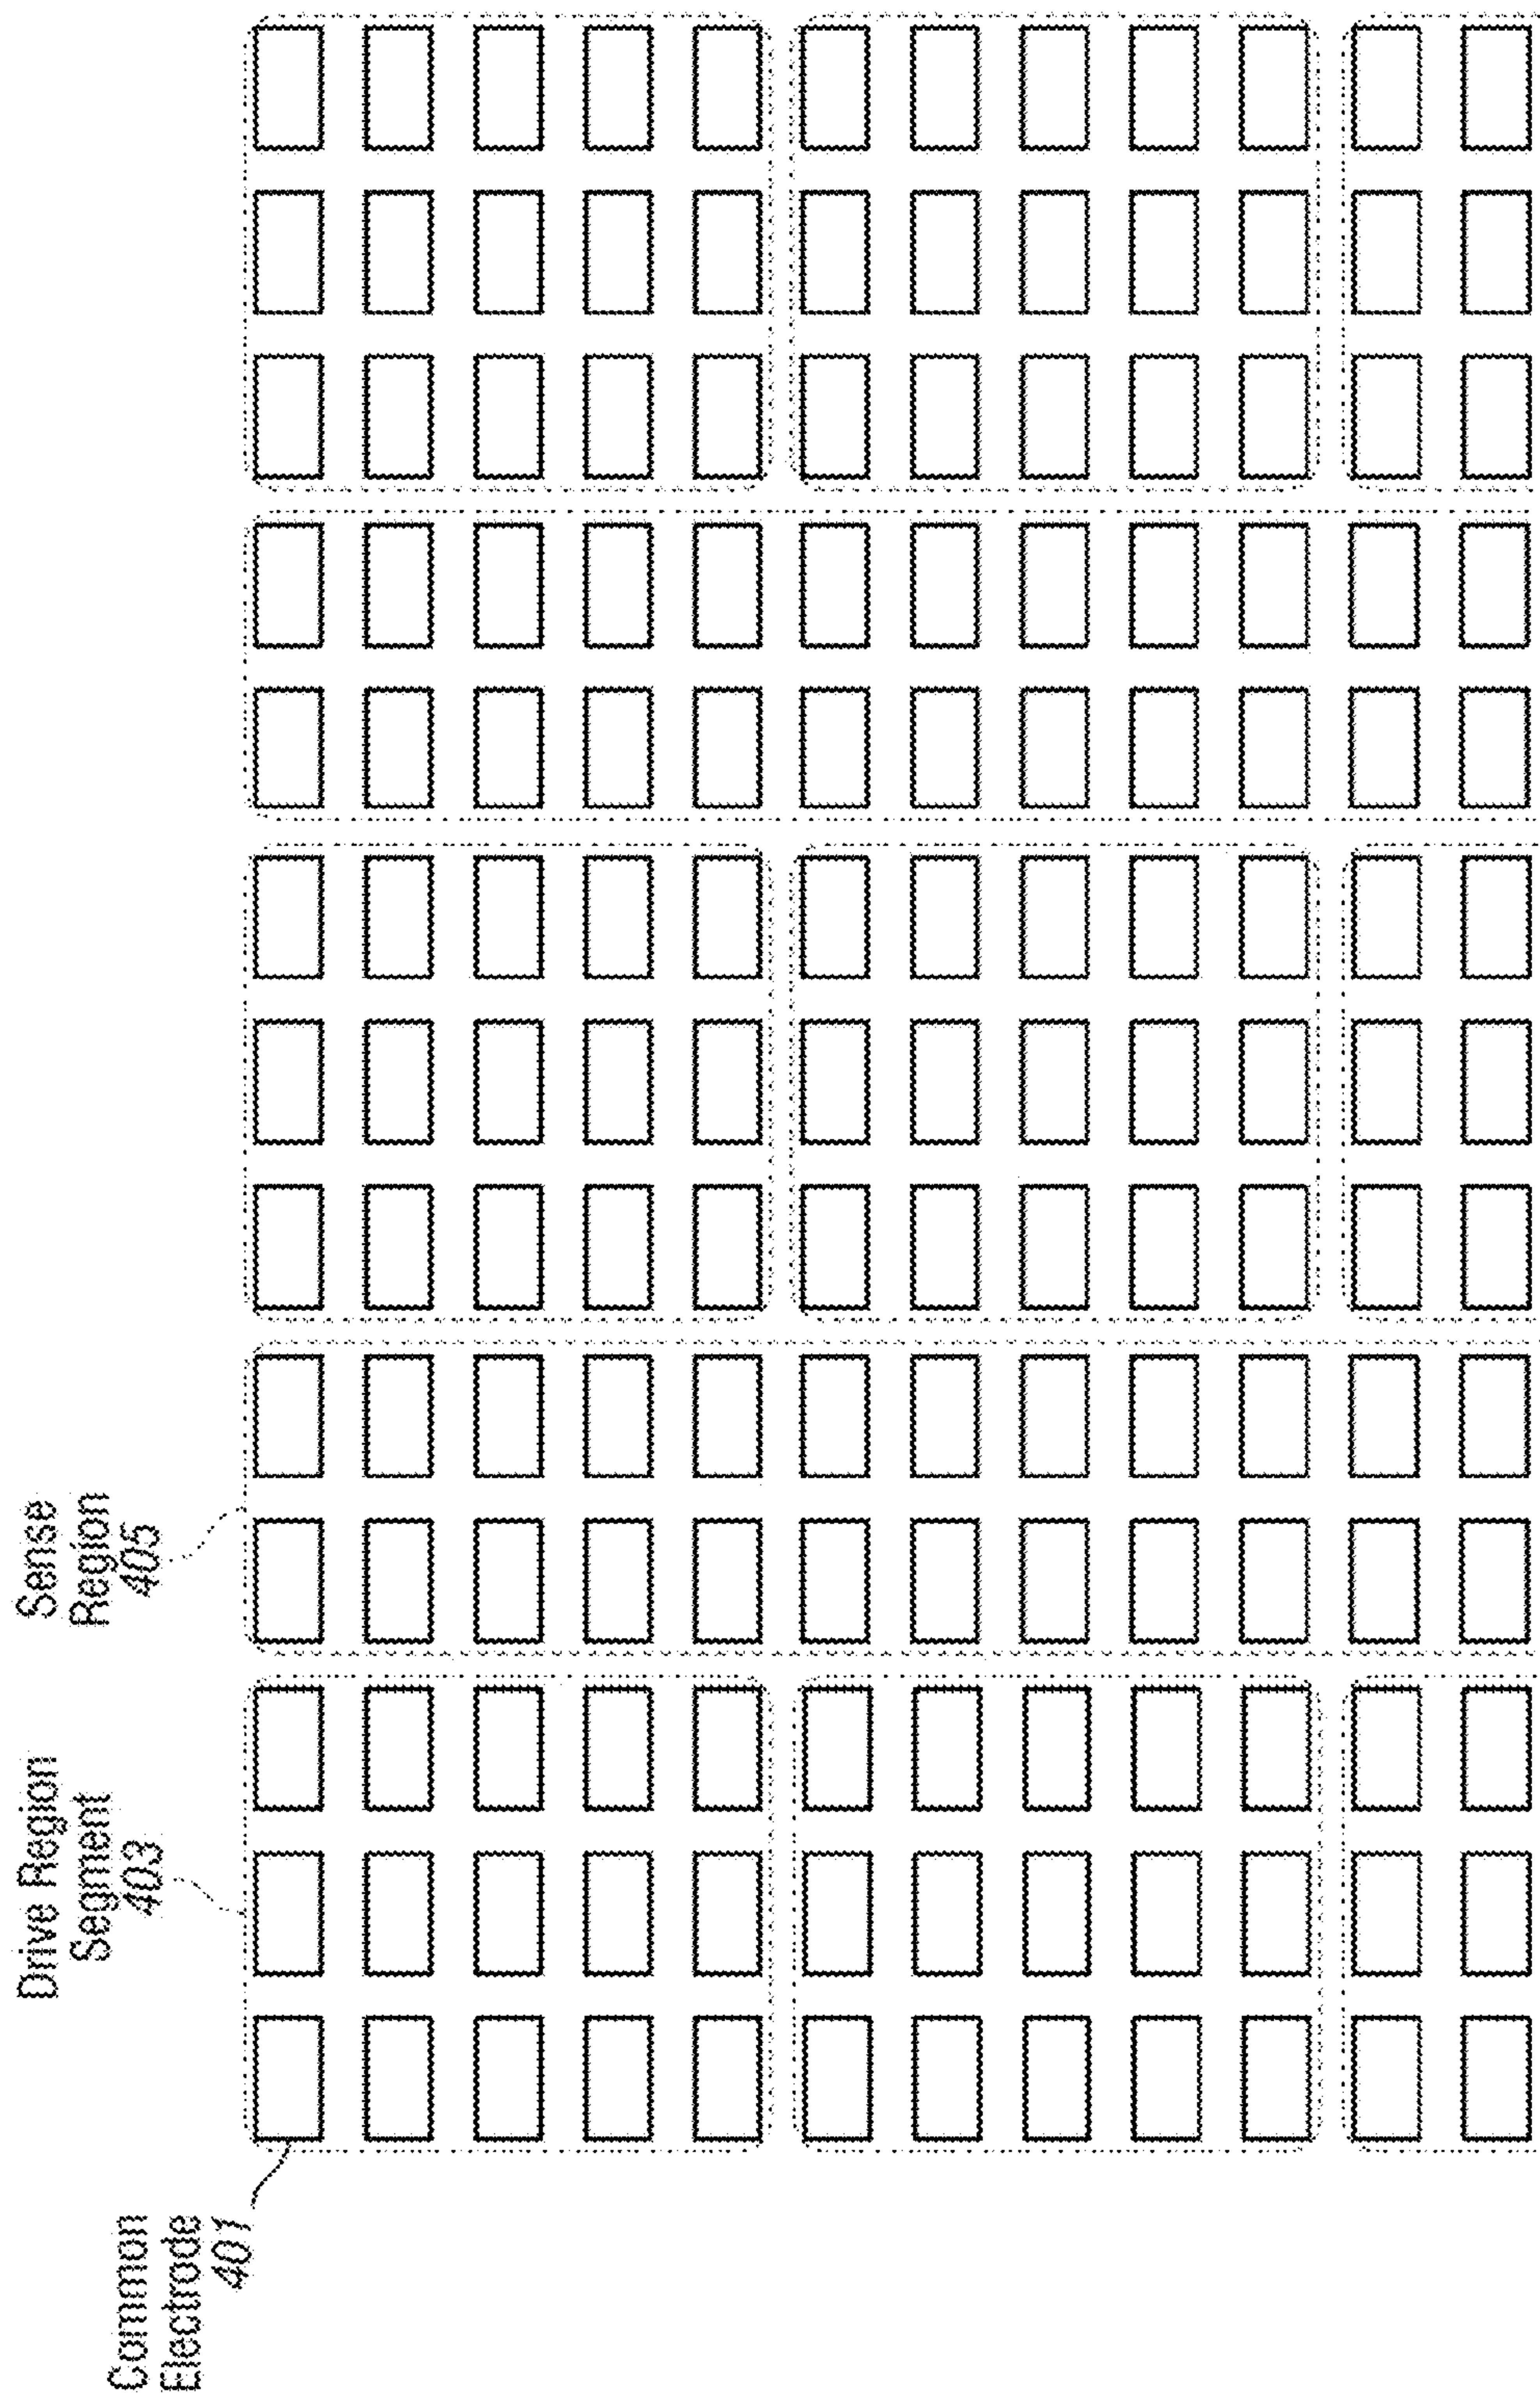 Common
Electrode
401
Drive Region
Segment
403
Sense
Region
405